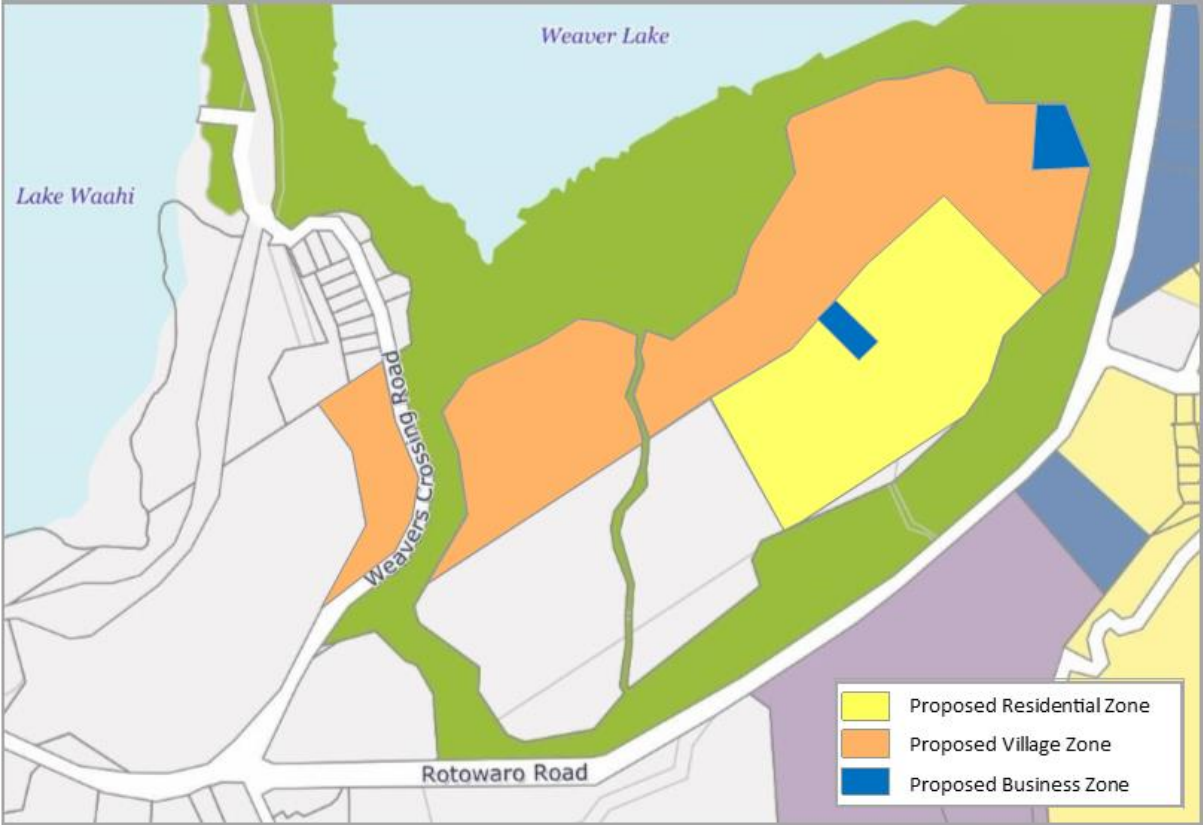 Weaver Lake
Lake Waahi
Weavers Crossing Road
Rotowaro Road
Proposed Residential Zone
Proposed Village Zone
Proposed Business Zone